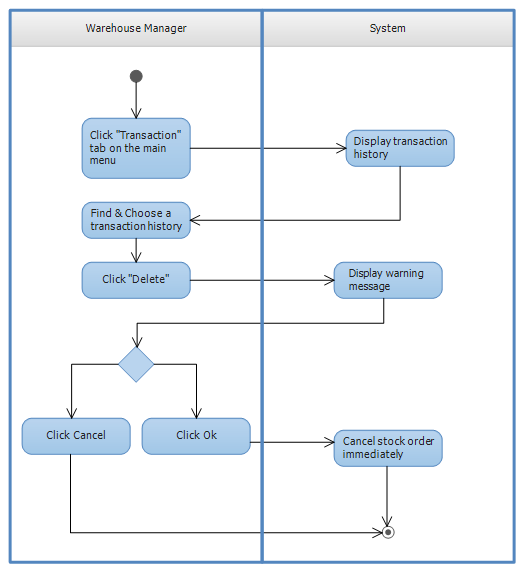 Warehouse Manager
System
Click "Transaction"
tab on the main
menu
Display transaction
history
Find & Choose a
transaction history
Click "Delete"
Display warning
message
Click Cancel
Click Ok
Cancel stock order
immediately